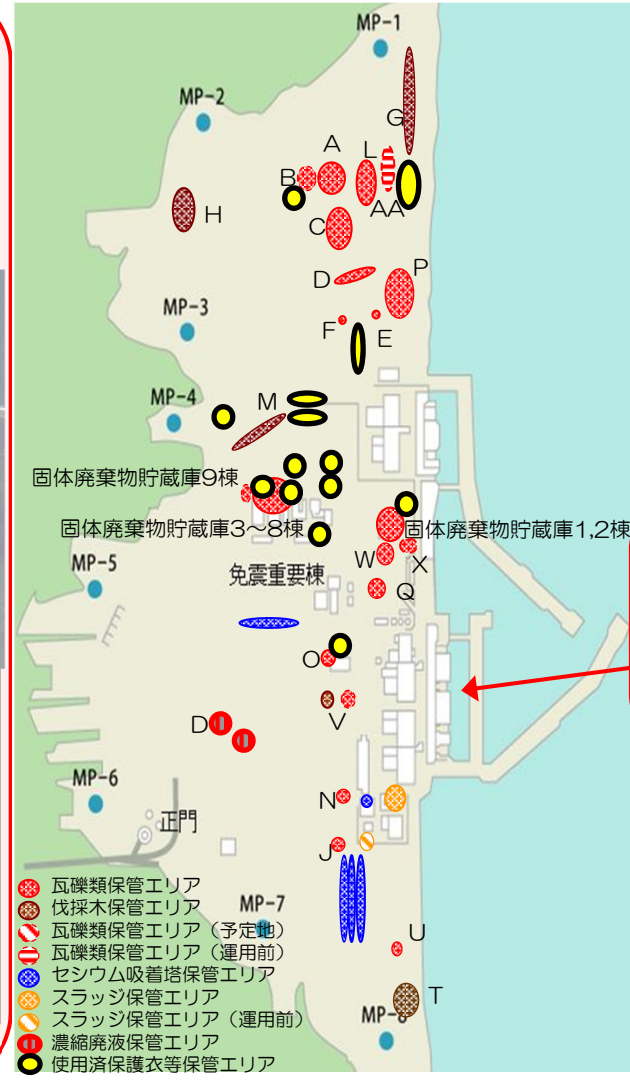 MP-1
MP-2
G
A
L
B
AA
H
C
D
P
MP-3
F
E
MP-4
M
固体廃棄物貯蔵庫9棟
固体廃棄物貯蔵庫3～8棟
固体廃棄物貯蔵庫1,2棟
W
X
MP-5
免震重要棟
Q
O
V
D
MP-6
N
正門
J
瓦礫類保管エリア
伐採木保管エリア
MP-7
瓦礫類保管エリア（予定地）
U
瓦礫類保管エリア（運用前）
セシウム吸着塔保管エリア
スラッジ保管エリア
T
スラッジ保管エリア（運用前）
MP-8
濃縮廃液保管エリア
使用済保護衣等保管エリア